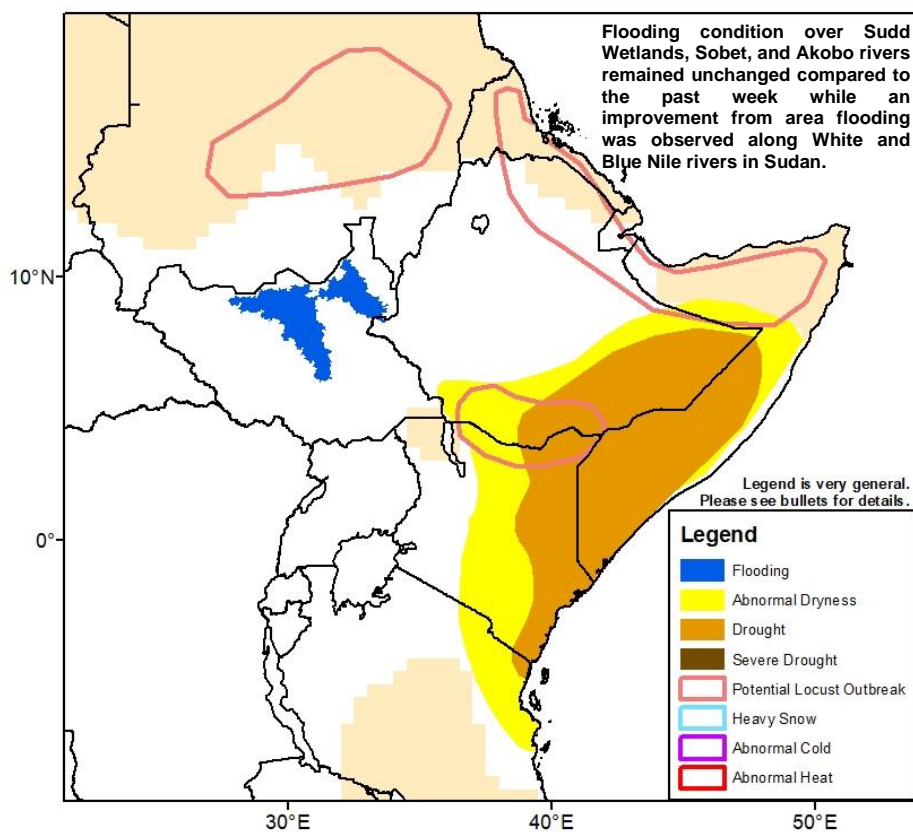 Flooding condition over Sudd
Wetlands, Sobet, and Akobo rivers
remained unchanged compared to
the past week while an
improvement from area flooding
was observed along White and
Blue Nile rivers in Sudan.
10°N
0°
Legend is very general.
Please see bullets for details.
Legend
Flooding
Abnormal Dryness
Drought
Severe Drought
Potential Locust Outbreak
Heavy Snow
Abnormal Cold
Abnormal Heat
30°E
40°E
50°E